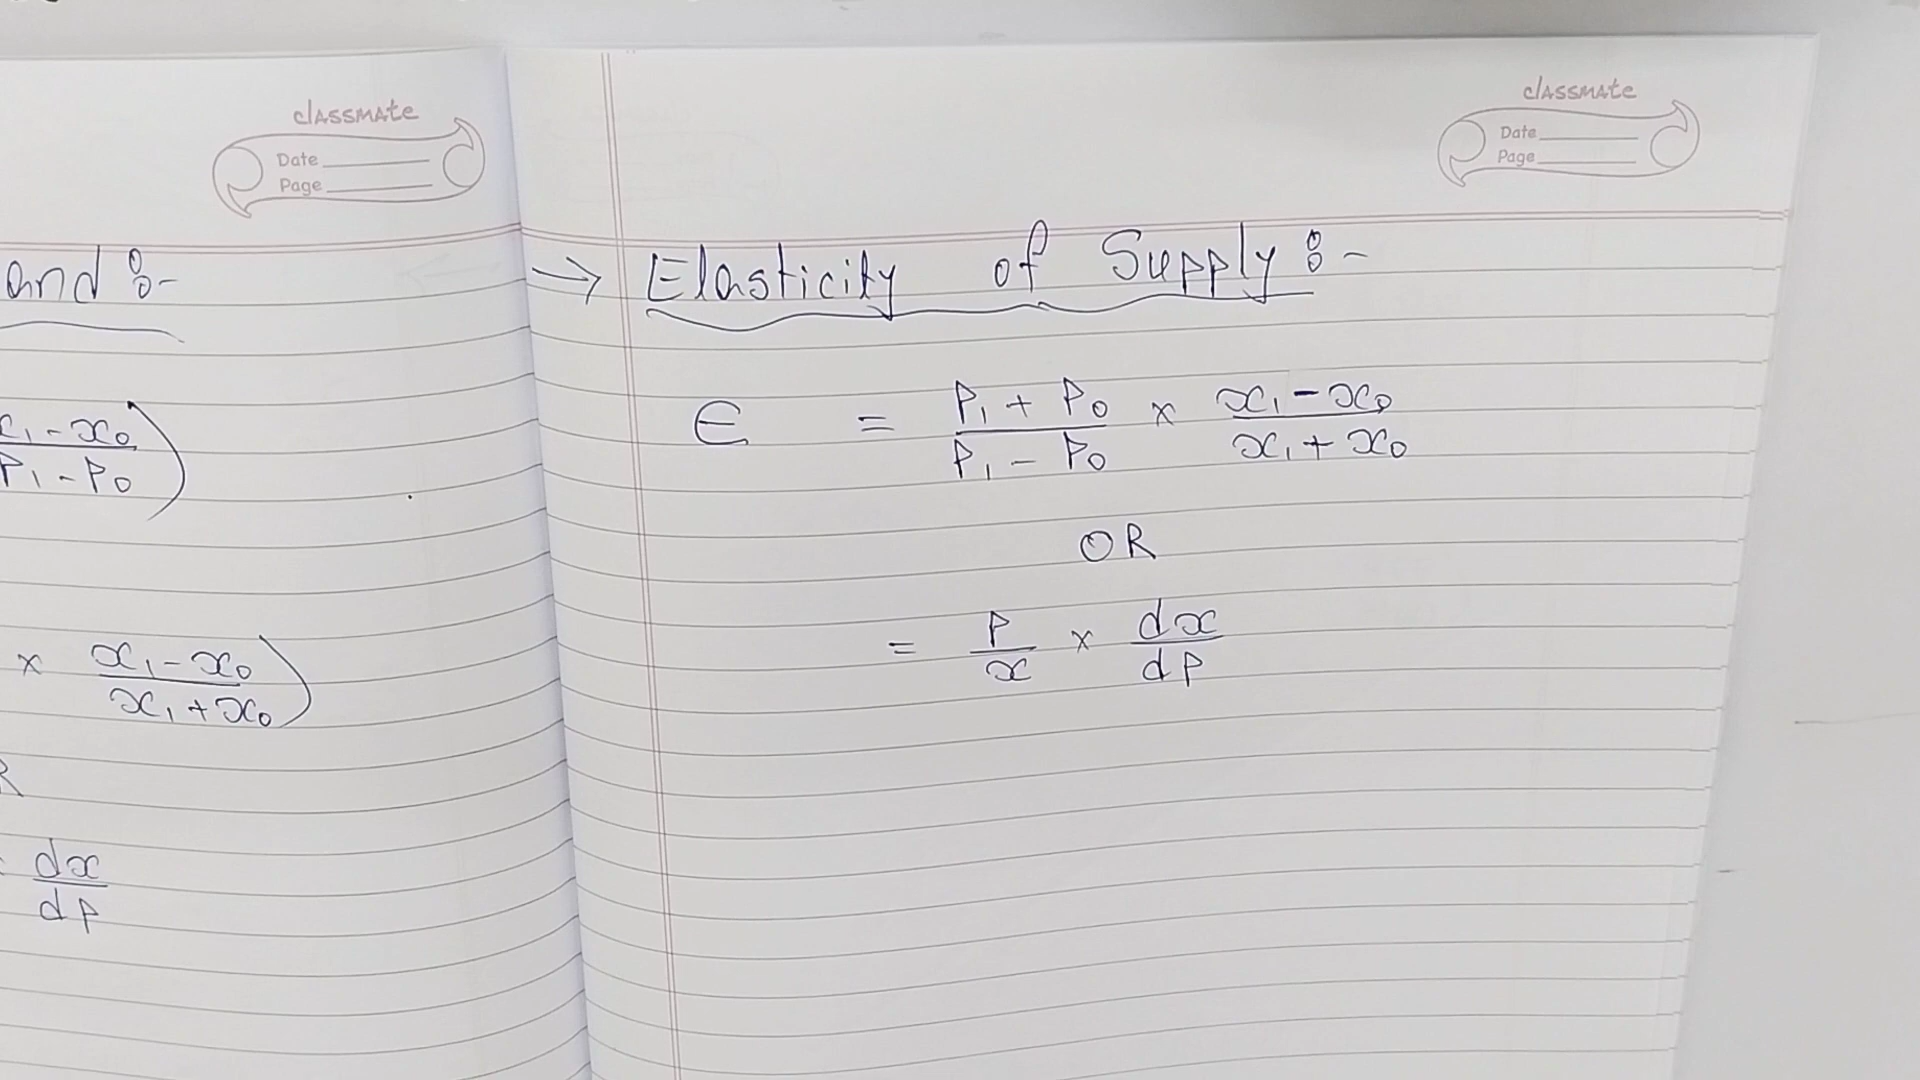 classmate
Date
Page
and :-
x₁ - x₀
P₁ - P₀ )
× x₁ - x₀
x₁ + x₀ )
dx
dp
classmate
Date
Page
→ Elasticity of Supply :-
∈ = P₁ + P₀ / P₁ - P₀ × x₁ - x₀ / x₁ + x₀
OR
= P / x × dx / dp